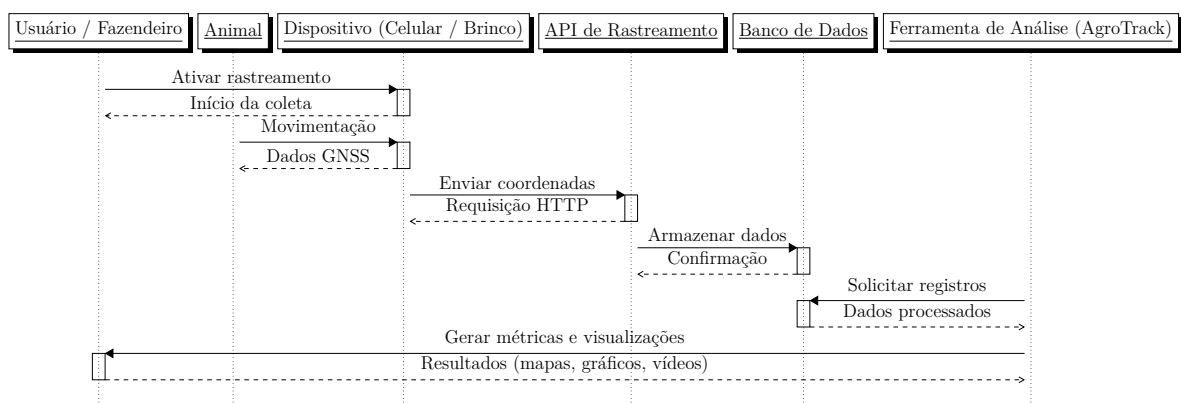 Usuário / Fazendeiro
Animal
Dispositivo (Celular / Brinco)
API de Rastreamento
Banco de Dados
Ferramenta de Análise (AgroTrack)
Ativar rastreamento
Início da coleta
Movimentação
Dados GNSS
Enviar coordenadas
Requisição HTTP
Armazenar dados
Confirmação
Solicitar registros
Dados processados
Gerar métricas e visualizações
Resultados (mapas, gráficos, vídeos)